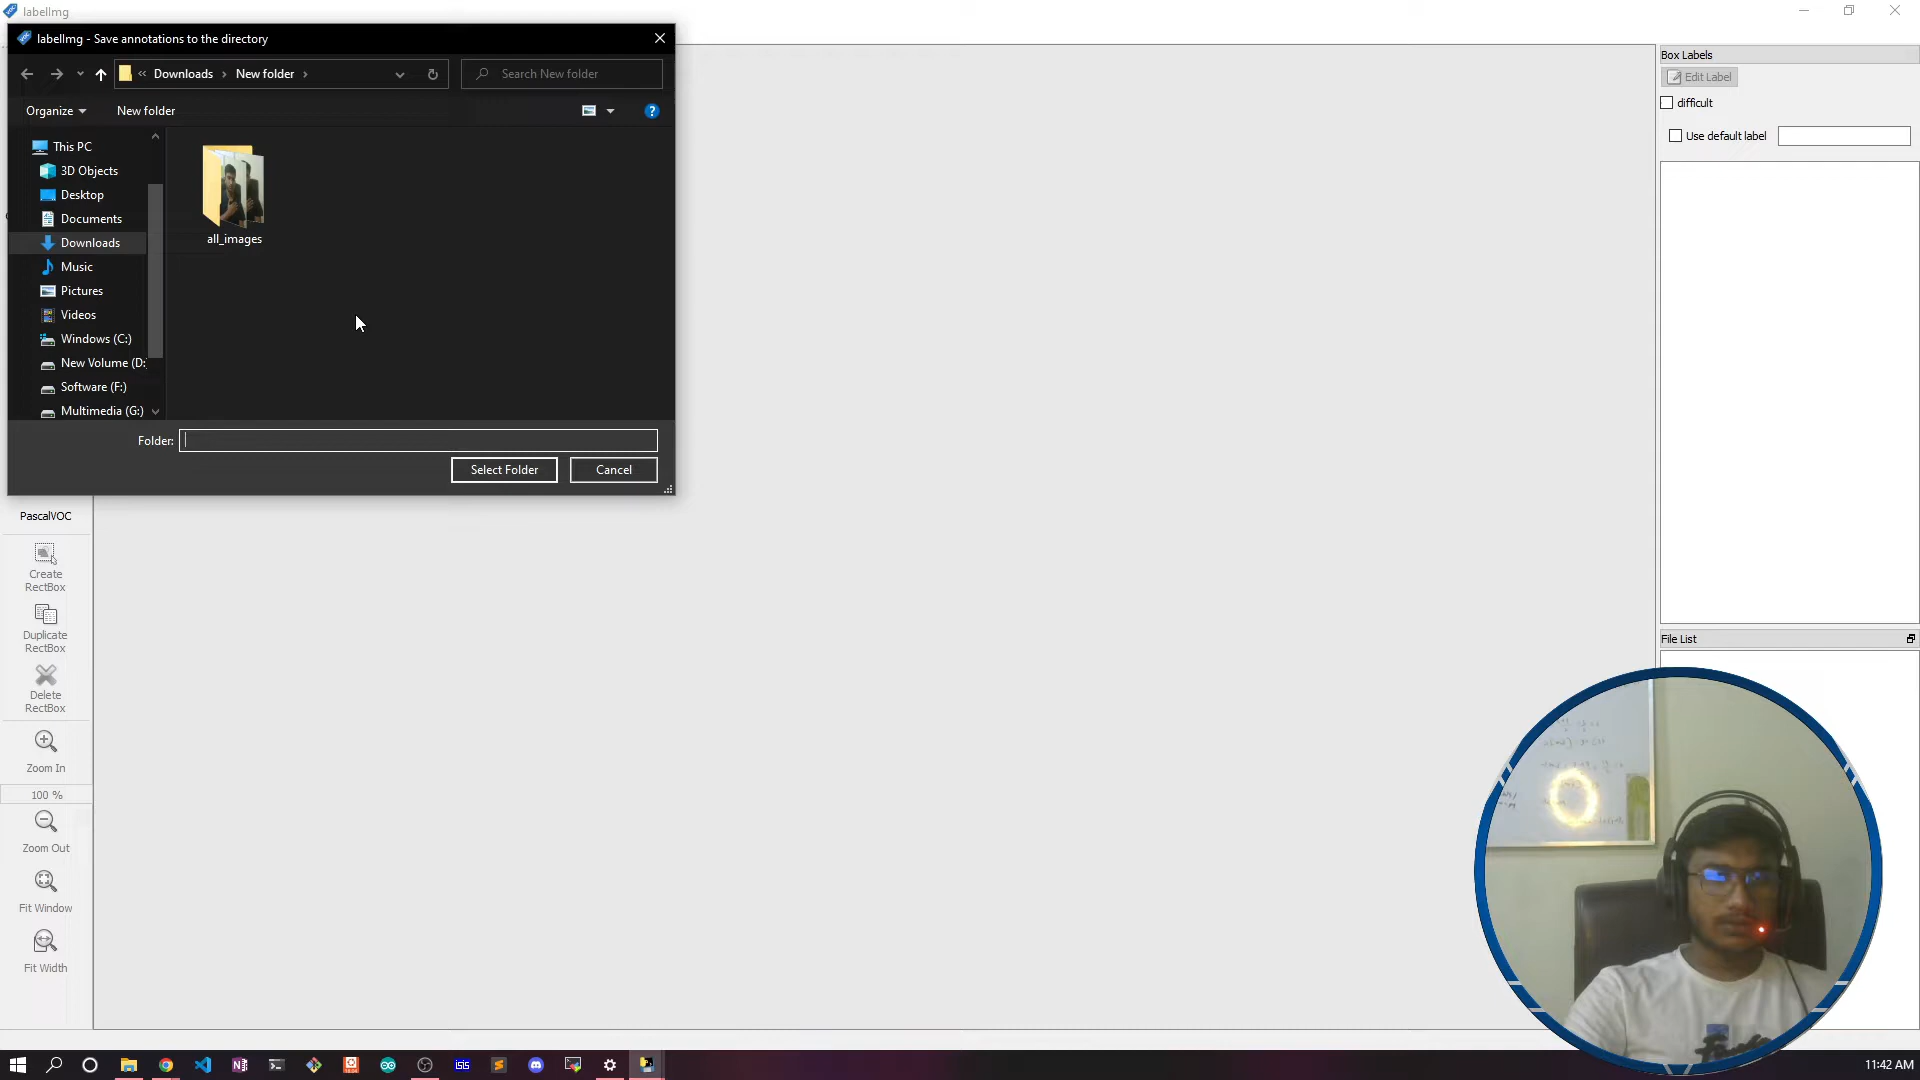 labelImg
labelImg - Save annotations to the directory
Downloads
New folder
Search New folder
Organize
New folder
This PC
3D Objects
Desktop
Documents
Downloads
Music
Pictures
Videos
Windows (C:)
New Volume (D:
Software (F:)
Multimedia (G:)
all_images
Folder:
Select Folder
Cancel
PascalVOC
Create
RectBox
Duplicate
RectBox
Delete
RectBox
Zoom In
100 %
Zoom Out
Fit Window
Fit Width
Box Labels
Edit Label
difficult
Use default label
File List
11:42 AM